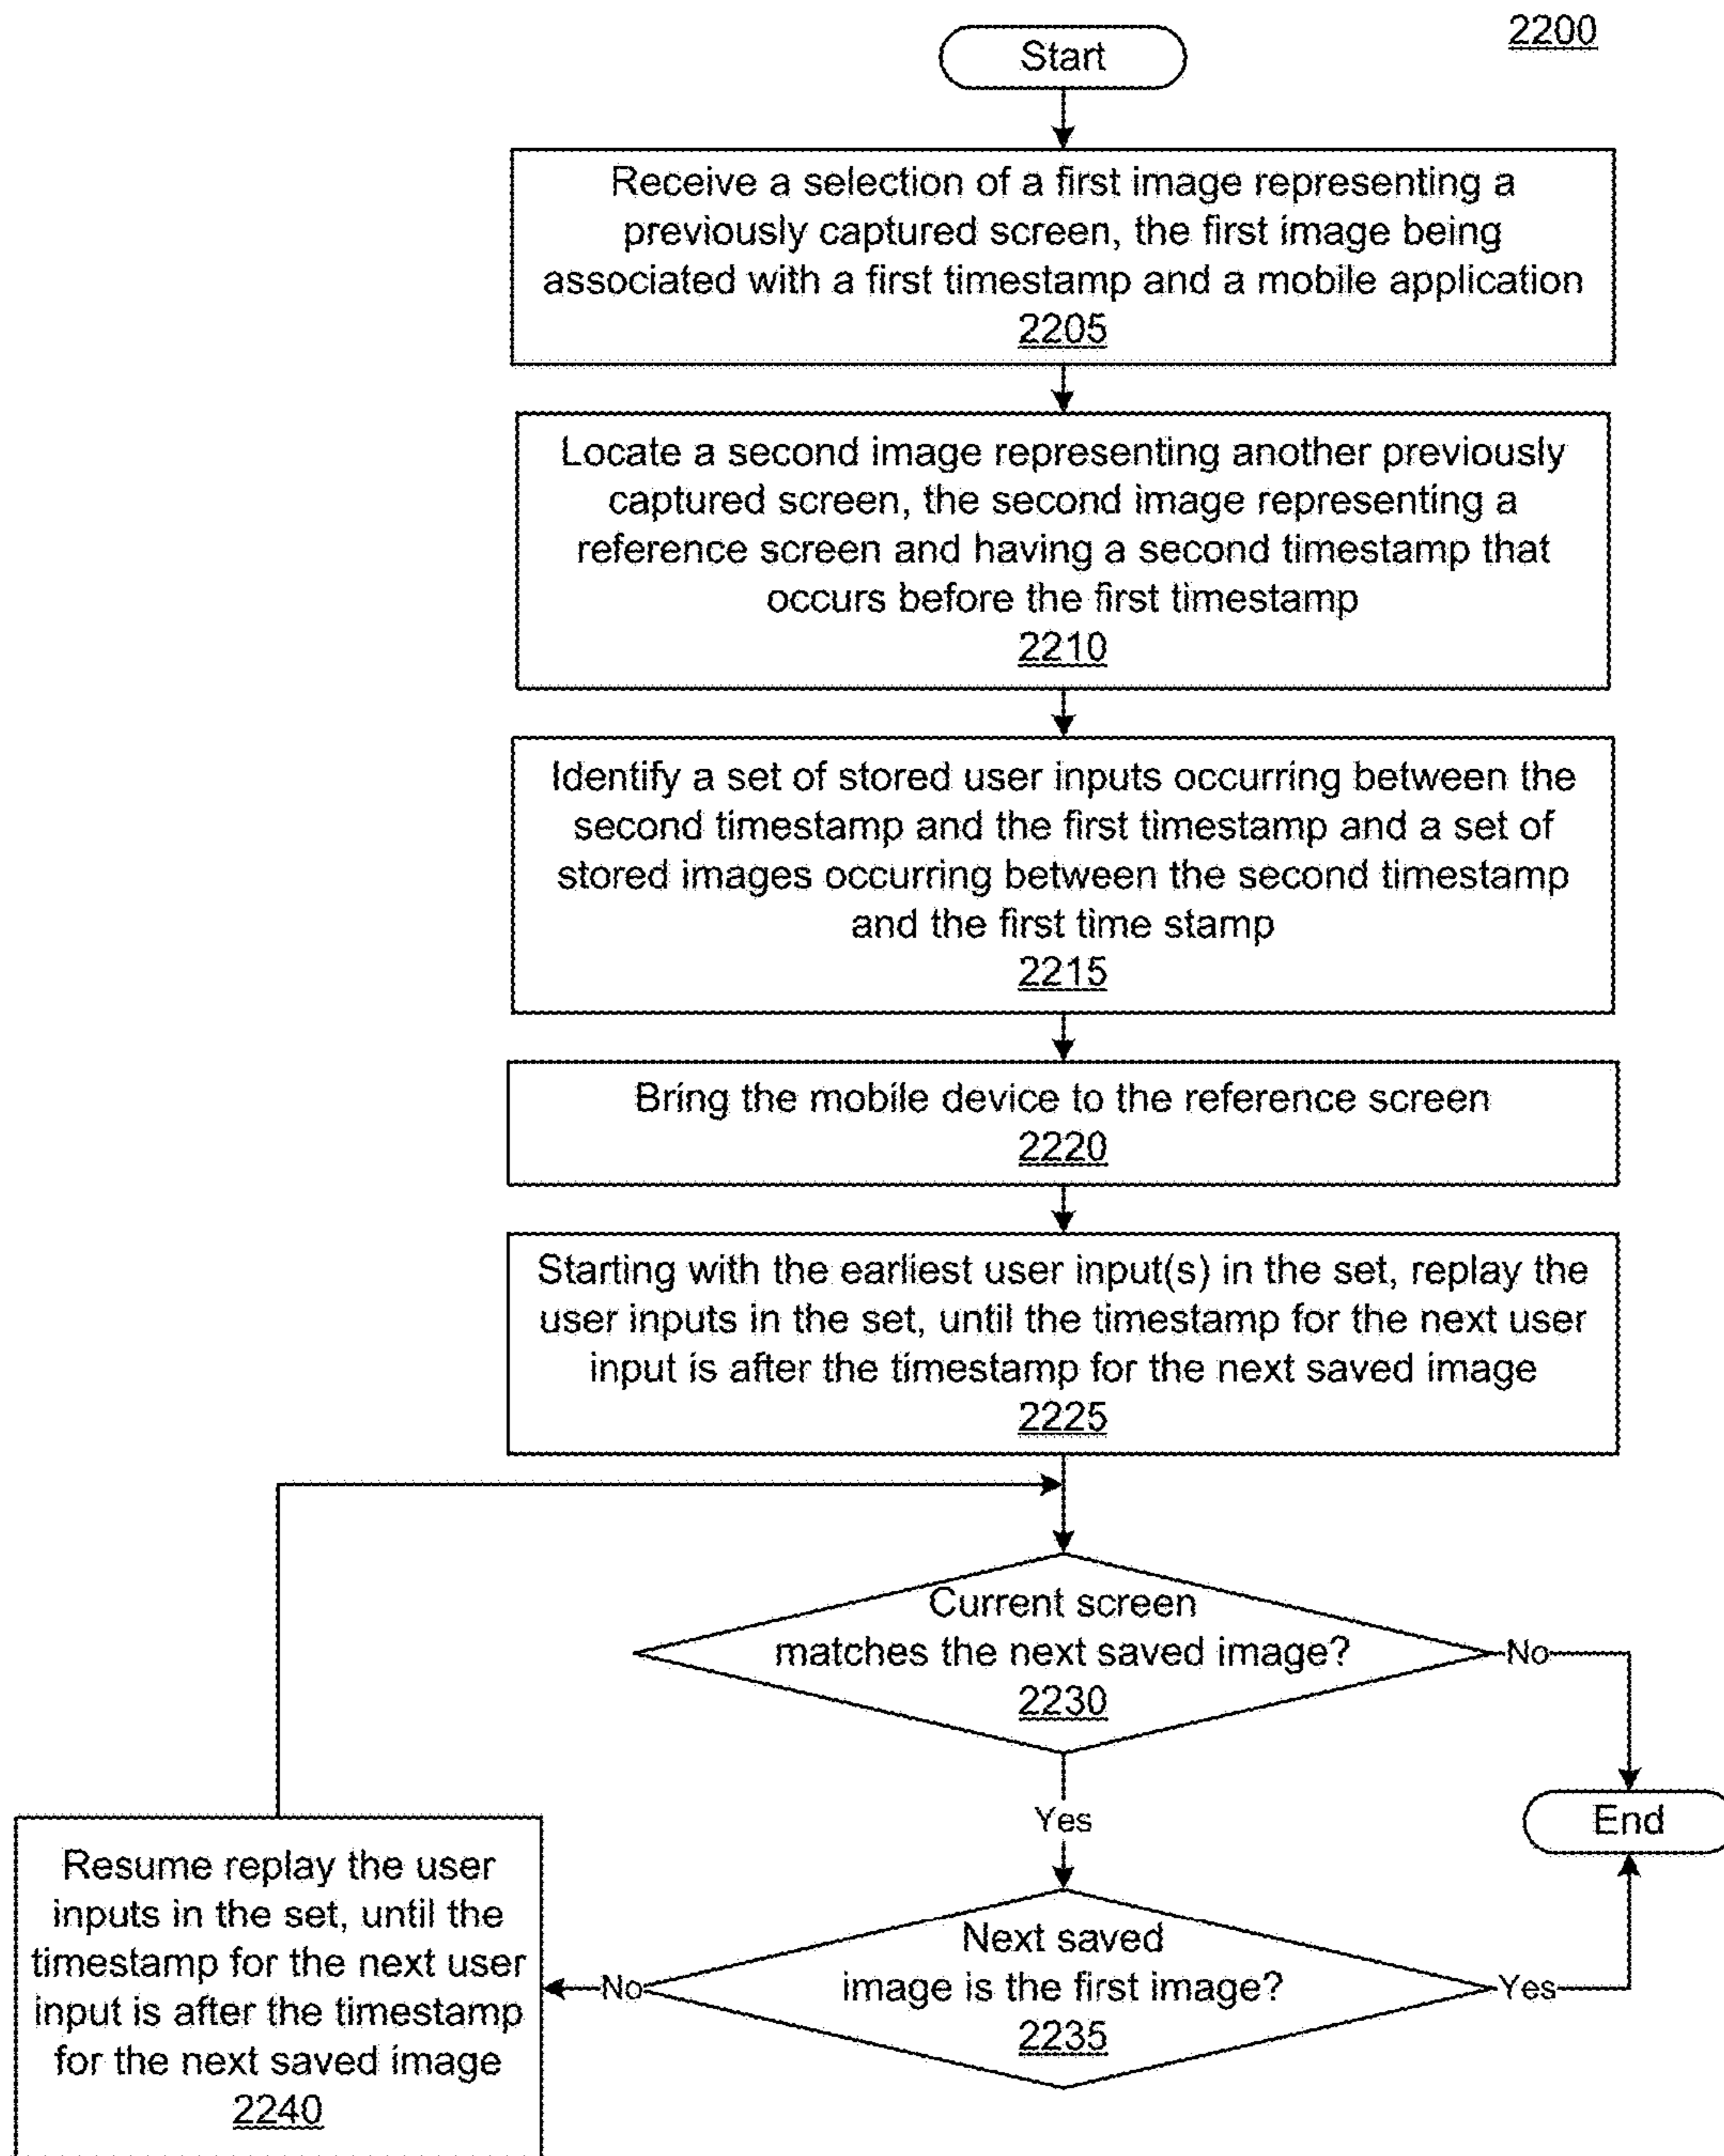 2200
Start
Receive a selection of a first image representing a
previously captured screen, the first image being
associated with a first timestamp and a mobile application
2205
Locate a second image representing another previously
captured screen, the second image representing a
reference screen and having a second timestamp that
occurs before the first timestamp
2210
Identify a set of stored user inputs occurring between the
second timestamp and the first timestamp and a set of
stored images occurring between the second timestamp
and the first time stamp
2215
Bring the mobile device to the reference screen
2220
Starting with the earliest user input(s) in the set, replay the
user inputs in the set, until the timestamp for the next user
input is after the timestamp for the next saved image
2225
Current screen
matches the next saved image?
2230
No
Yes
End
Next saved
image is the first image?
2235
No
Yes
Resume replay the user
inputs in the set, until the
timestamp for the next user
input is after the timestamp
for the next saved image
2240